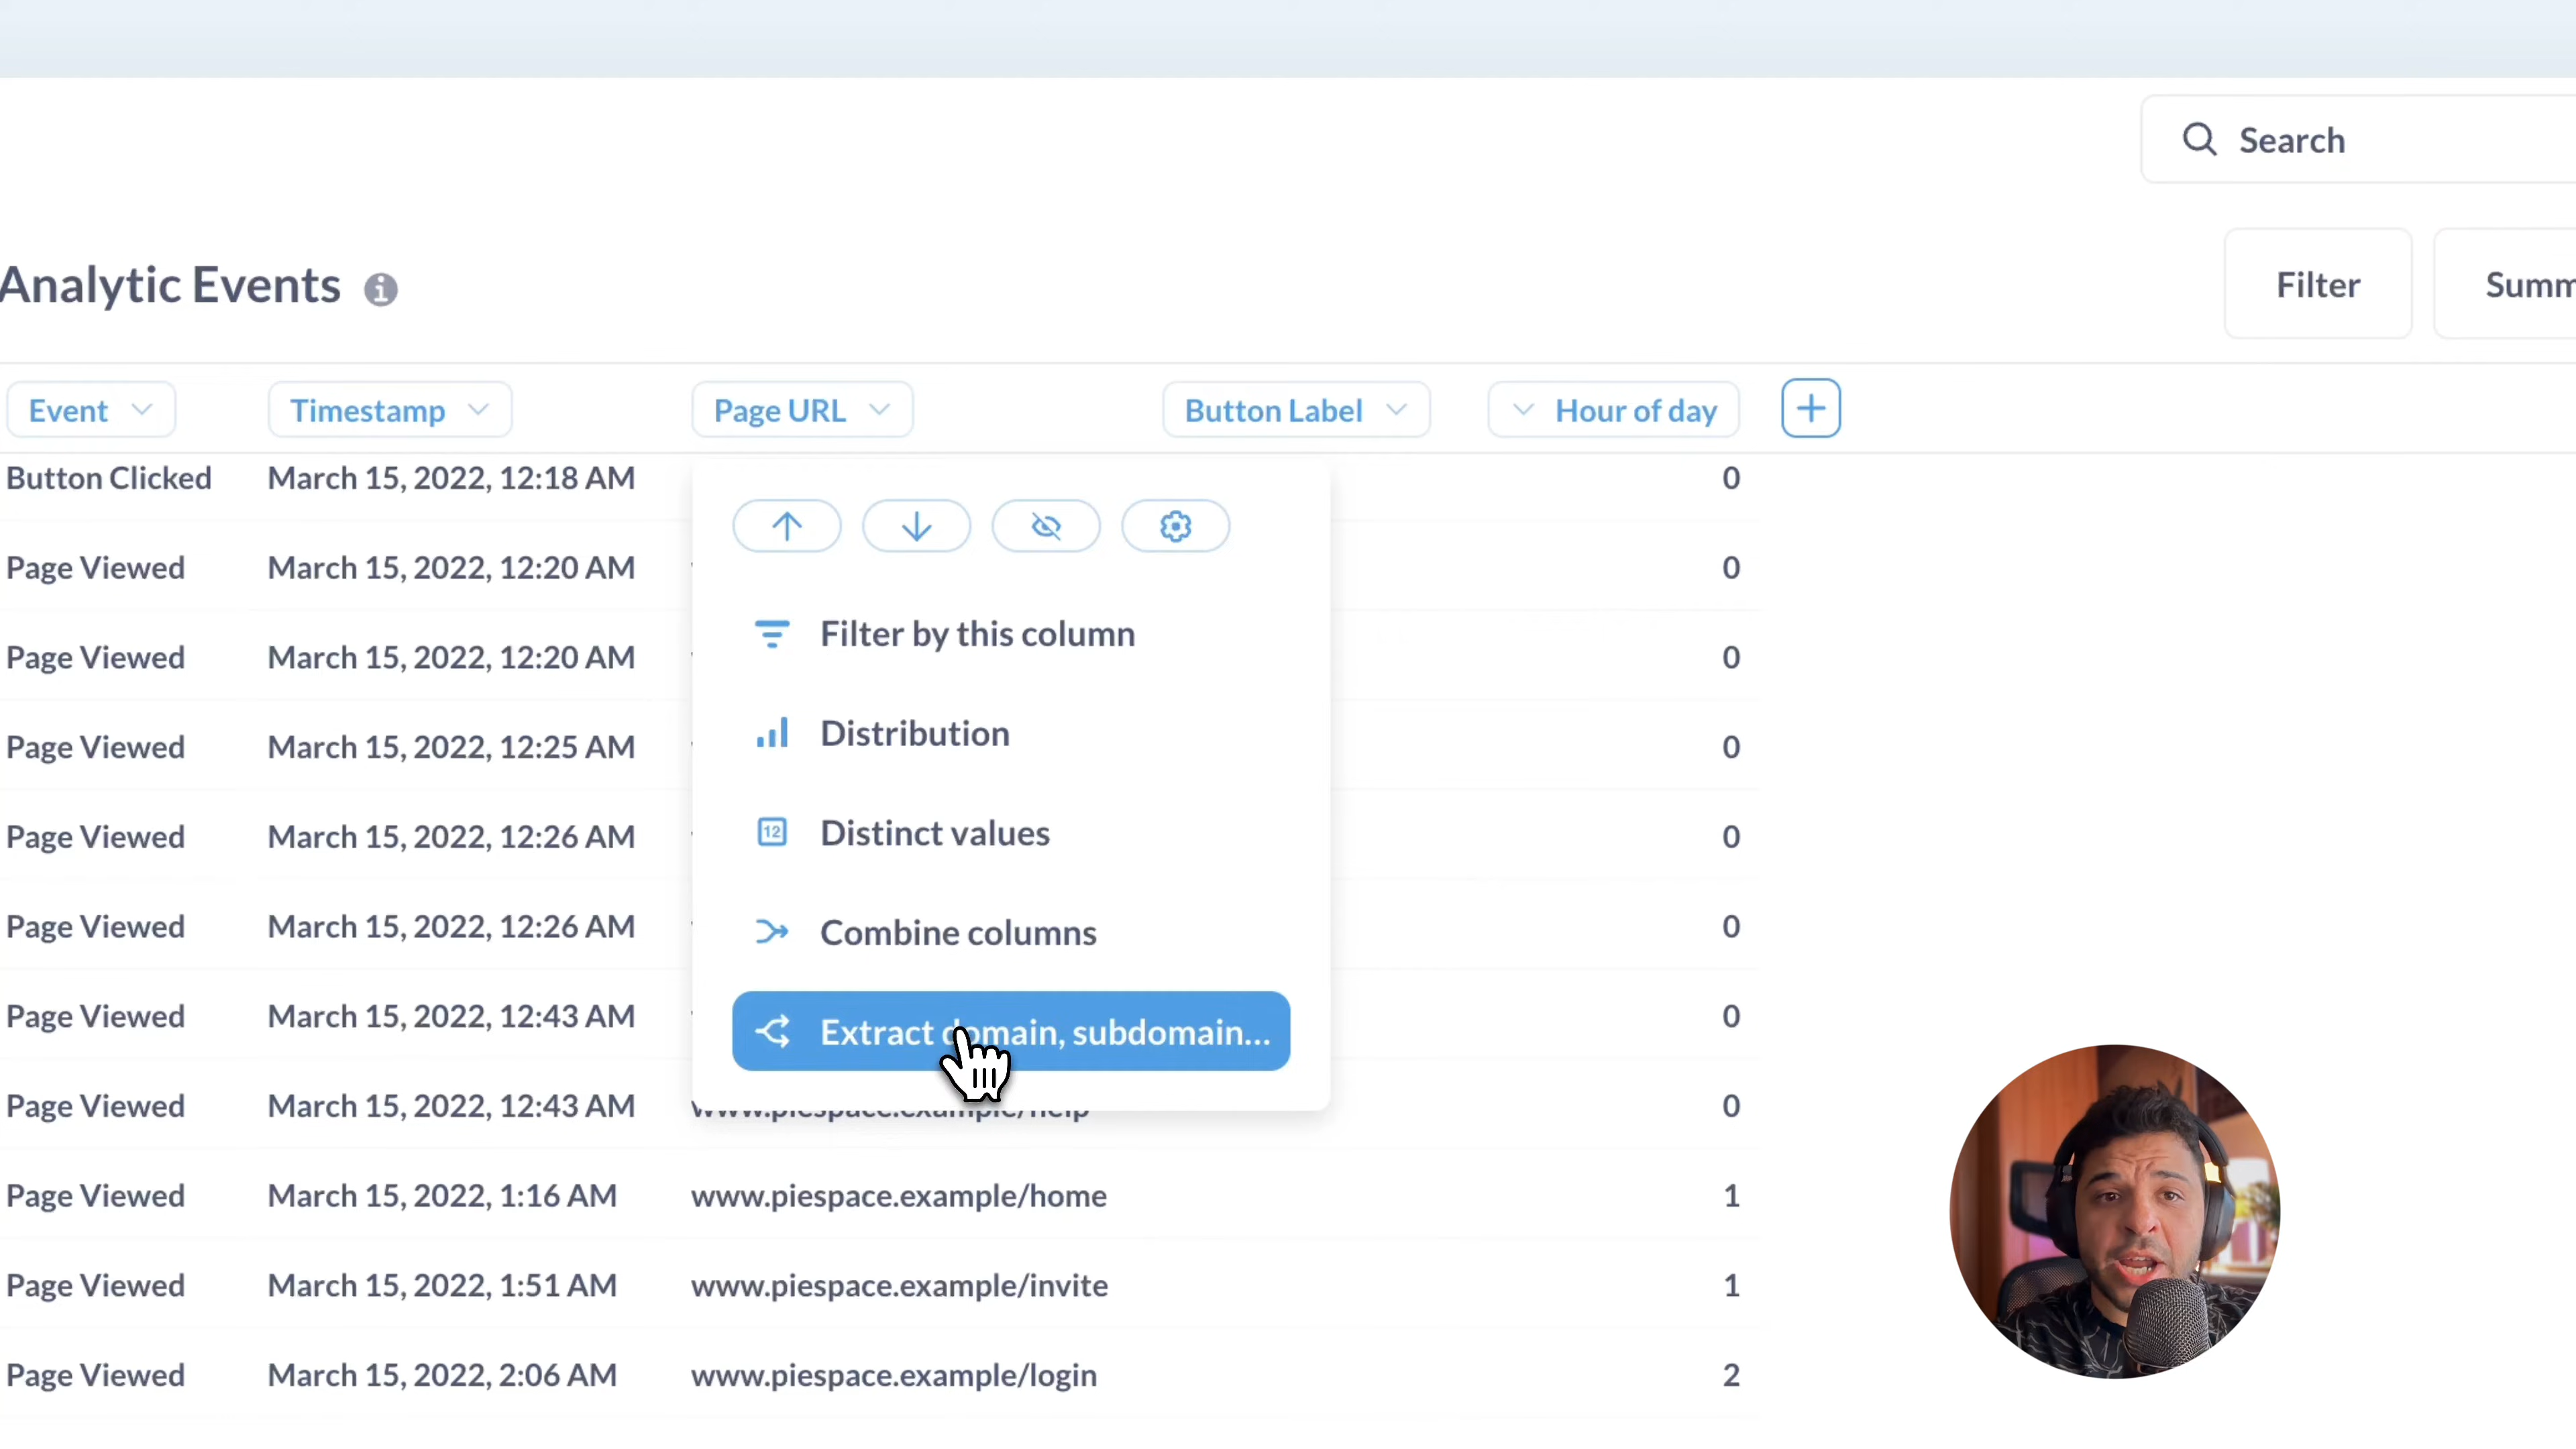 Search
Analytic Events
Filter
Summ
Event Timestamp Page URL Button Label Hour of day
Button Clicked March 15, 2022, 12:18 AM 0
Page Viewed March 15, 2022, 12:20 AM 0
Filter by this column
Page Viewed March 15, 2022, 12:20 AM 0
Distribution
Page Viewed March 15, 2022, 12:25 AM 0
12 Distinct values
Page Viewed March 15, 2022, 12:26 AM 0
Combine columns
Page Viewed March 15, 2022, 12:26 AM 0
Extract domain, subdomain...
Page Viewed March 15, 2022, 12:43 AM 0
Page Viewed March 15, 2022, 12:43 AM www.piespace.example/help 0
Page Viewed March 15, 2022, 1:16 AM www.piespace.example/home 1
Page Viewed March 15, 2022, 1:51 AM www.piespace.example/invite 1
Page Viewed March 15, 2022, 2:06 AM www.piespace.example/login 2